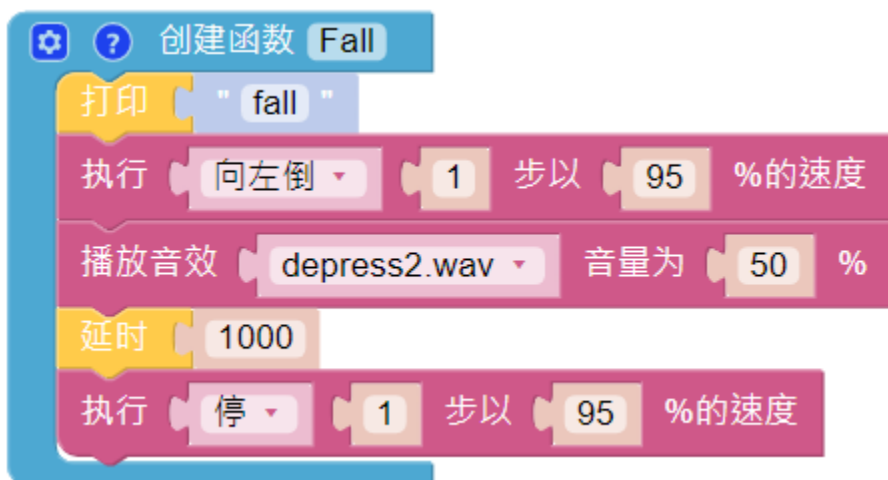 ? 创建函数 Fall
打印 " fall "
执行 向左倒 1 步以 95 %的速度
播放音效 depress2.wav 音量为 50 %
延时 1000
执行 停 1 步以 95 %的速度